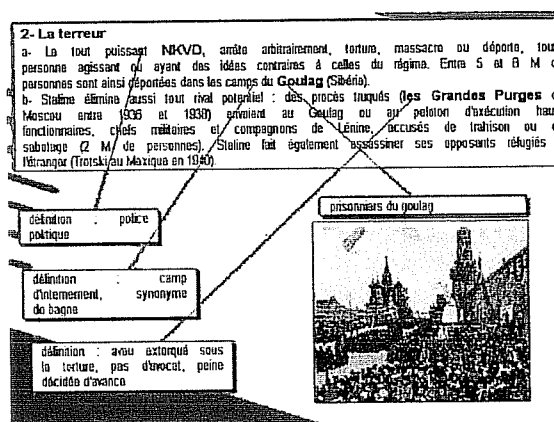 2- La terreur
a- Le tout puissant NKVD, arrête arbitrairement, torture, massacre ou déporte, tou
personne agissant ou ayant des idées contraires à celles du régime. Entre 5 et 8 M d
personnes sont ainsi déportées dans les camps du Goulag (Sibérie).
b- Staline élimine aussi tout rival potentiel : des procès truqués (les Grandes Purges d
Moscou entre 1936 et 1938) envoient au Goulag ou au peloton d'exécution hau
fonctionnaires, chefs militaires et compagnons de Lénine, accusés de trahison ou d
sabotage (2 M de personnes). Staline fait également assassiner ses opposants réfugiés
l'étranger (Trotski au Mexique en 1940).
définition : police
politique
prisonniers du goulag
définition : camp
d'internement, synonyme
de bagne
définition : aveu extorqué sous
la torture, pas d'avocat, peine
décidée d'avance